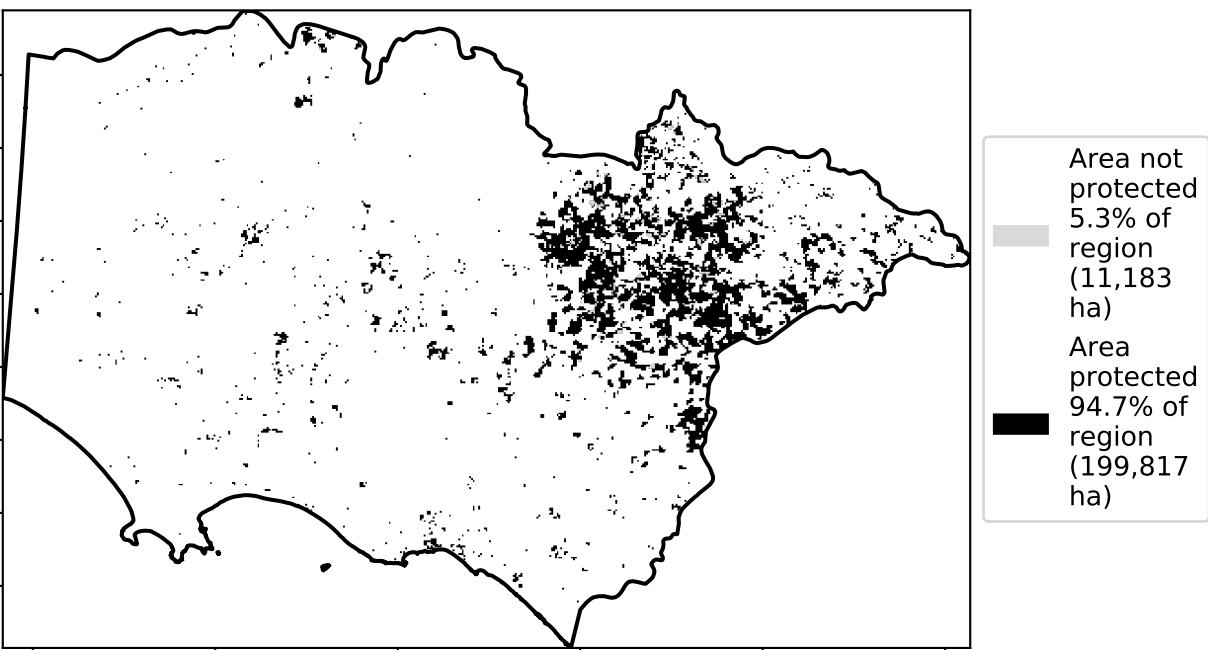 Area not
protected
5.3% of
region
(11,183
ha)
Area
protected
94.7% of
region
(199,817
ha)